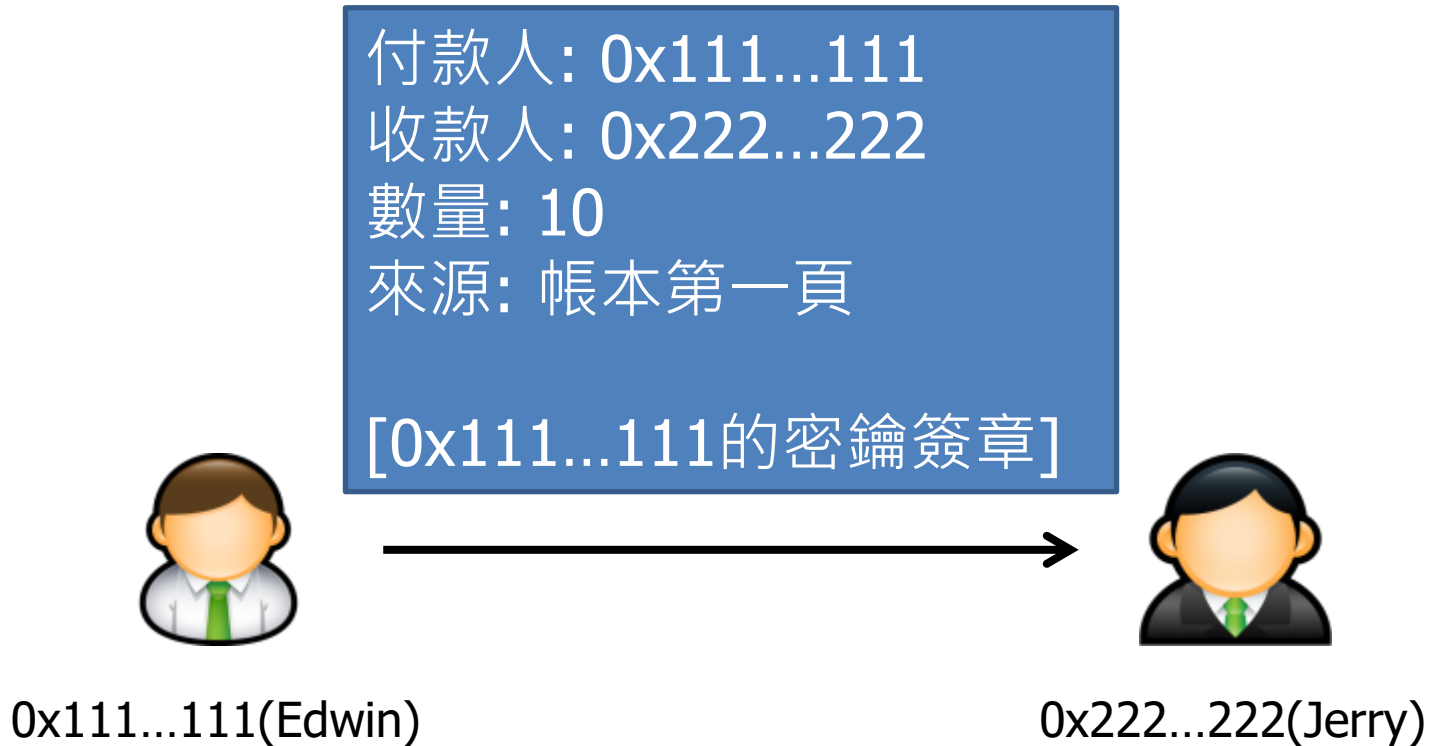 付款人: 0x111…111
收款人: 0x222…222
數量: 10
來源: 帳本第一頁
[0x111…111的密鑰簽章]
0x111…111(Edwin)
0x222…222(Jerry)